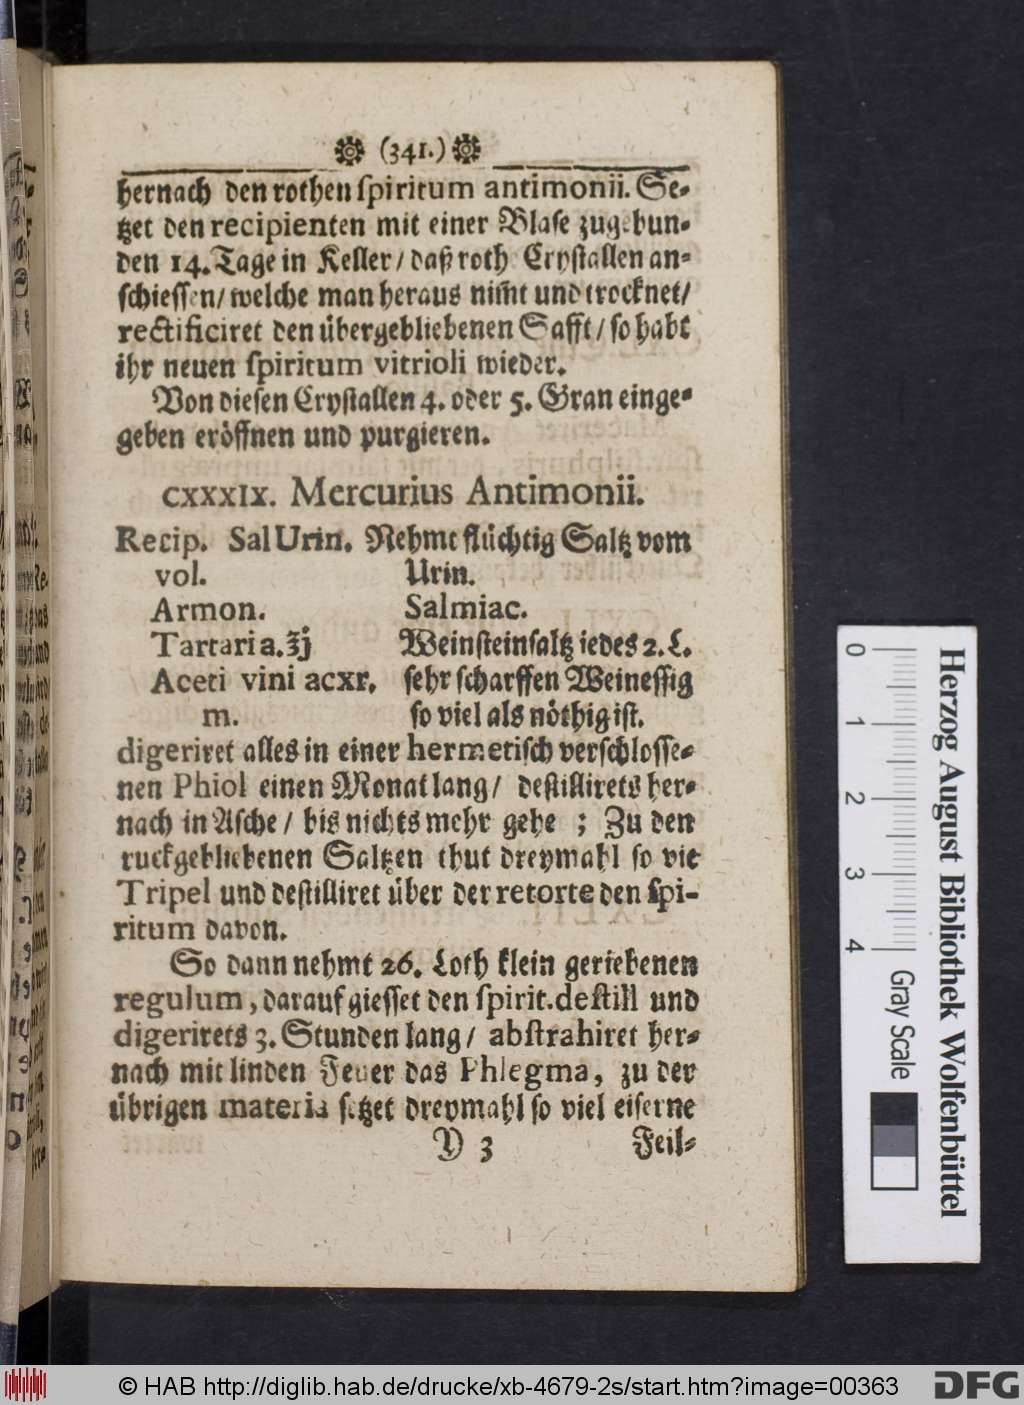 (341.)
hernach den rothen spiritum antimonii. Se-
tzet den recipienten mit einer Blase zugebun-
den 14. Tage in Keller / daß roth Crystallen an-
schiessen / welche man heraus nim̃t und trocknet /
rectificiret den übergebliebenen Safft / so habt
ihr neuen spiritum vitrioli wieder.
Von diesen Crystallen 4. oder 5. Gran einge-
geben eröffnen und purgieren.
CXXXIX. Mercurius Antimonii.
Recip. Sal Urin. Nehmt flüchtig Saltz vom
vol. Urin.
Armon. Salmiac.
Tartari a. ℥j Weinsteinsaltz iedes 2. L.
Aceti vini acxr. sehr scharffen Weinessig
m. so viel als nöthig ist.
digeriret alles in einer hermetisch verschlosse-
nen Phiol einen Monat lang / destillirets her-
nach in Asche / bis nichts mehr gehe ; Zu den
ruckgebliebenen Saltzen thut dreymahl so vie
Tripel und destilliret über der retorte den spi-
ritum davon.
So dann nehmt 26. Loth klein geriebenen
regulum, darauf giesset den spirit. destill und
digerirets 3. Stunden lang / abstrahiret her-
nach mit linden Feuer das Phlegma, zu der
übrigen materia setzet dreymahl so viel eiserne
Y 3 Feil-
Herzog August Bibliothek Wolfenbüttel
0 1 2 3 4 Gray Scale
© HAB http://diglib.hab.de/drucke/xb-4679-2s/start.htm?image=00363
DFG